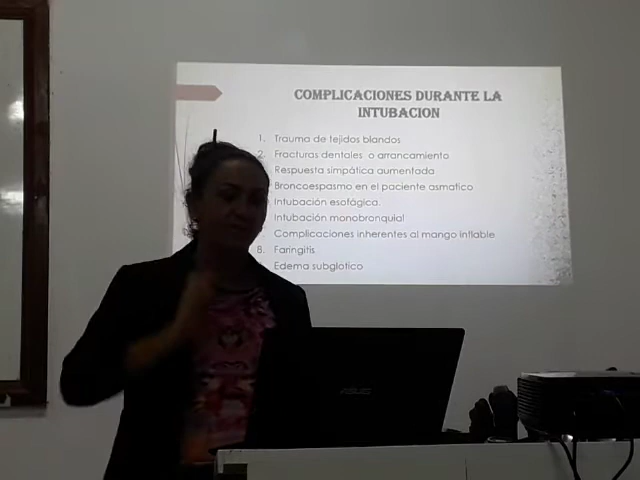 COMPLICACIONES DURANTE LA
INTUBACION
1. Trauma de tejidos blandos
2. Fracturas dentales o arrancamiento
Respuesta simpática aumentada
Broncoespasmo en el paciente asmatico
Intubación esofágica.
Intubación monobronquial
Complicaciones inherentes al mango inflable
8. Faringitis
Edema subglotico
ASUS